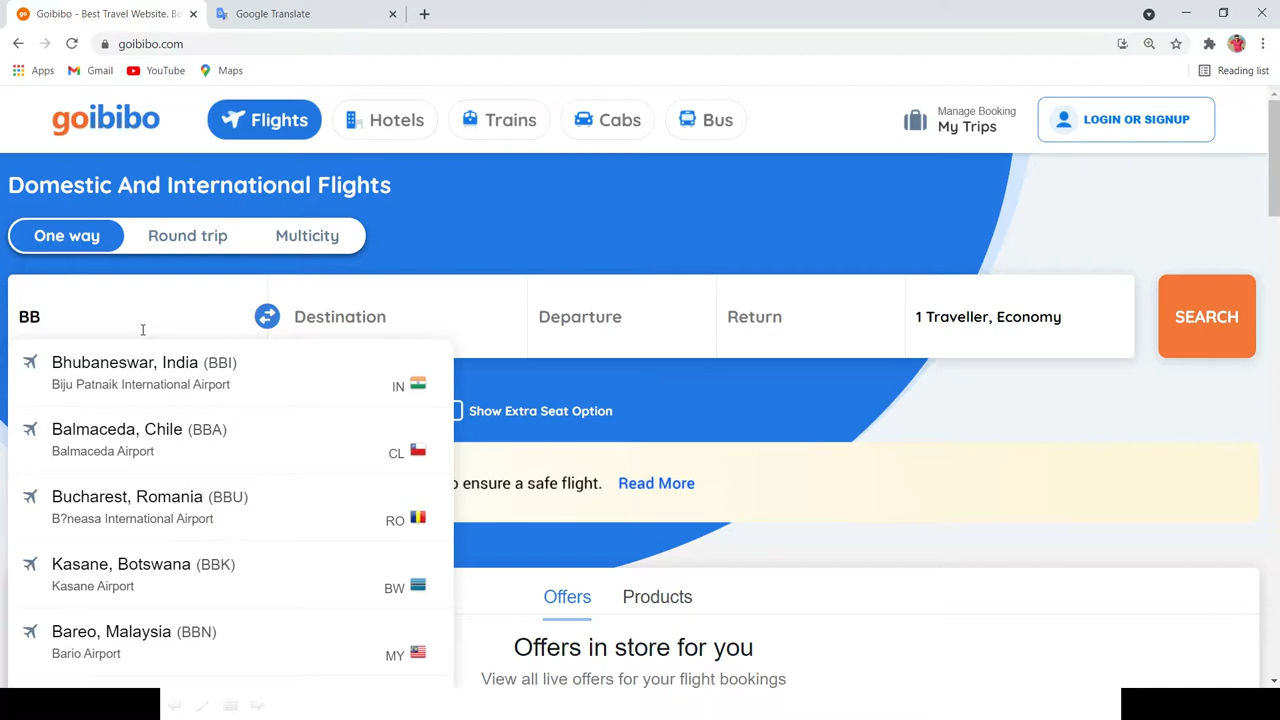 Goibibo - Best Travel Website. Bo
Google Translate
goibibo.com
Apps
Gmail
YouTube
Maps
Reading list
goibibo
Flights
Hotels
Trains
Cabs
Bus
Manage Booking
My Trips
LOGIN OR SIGNUP
Domestic And International Flights
One way
Round trip
Multicity
BB
Destination
Departure
Return
1 Traveller, Economy
SEARCH
Bhubaneswar, India (BBI)
Biju Patnaik International Airport
IN
Balmaceda, Chile (BBA)
Balmaceda Airport
CL
Bucharest, Romania (BBU)
B?neasa International Airport
RO
Kasane, Botswana (BBK)
Kasane Airport
BW
Bareo, Malaysia (BBN)
Bario Airport
MY
Show Extra Seat Option
o ensure a safe flight. Read More
Offers
Products
Offers in store for you
View all live offers for your flight bookings